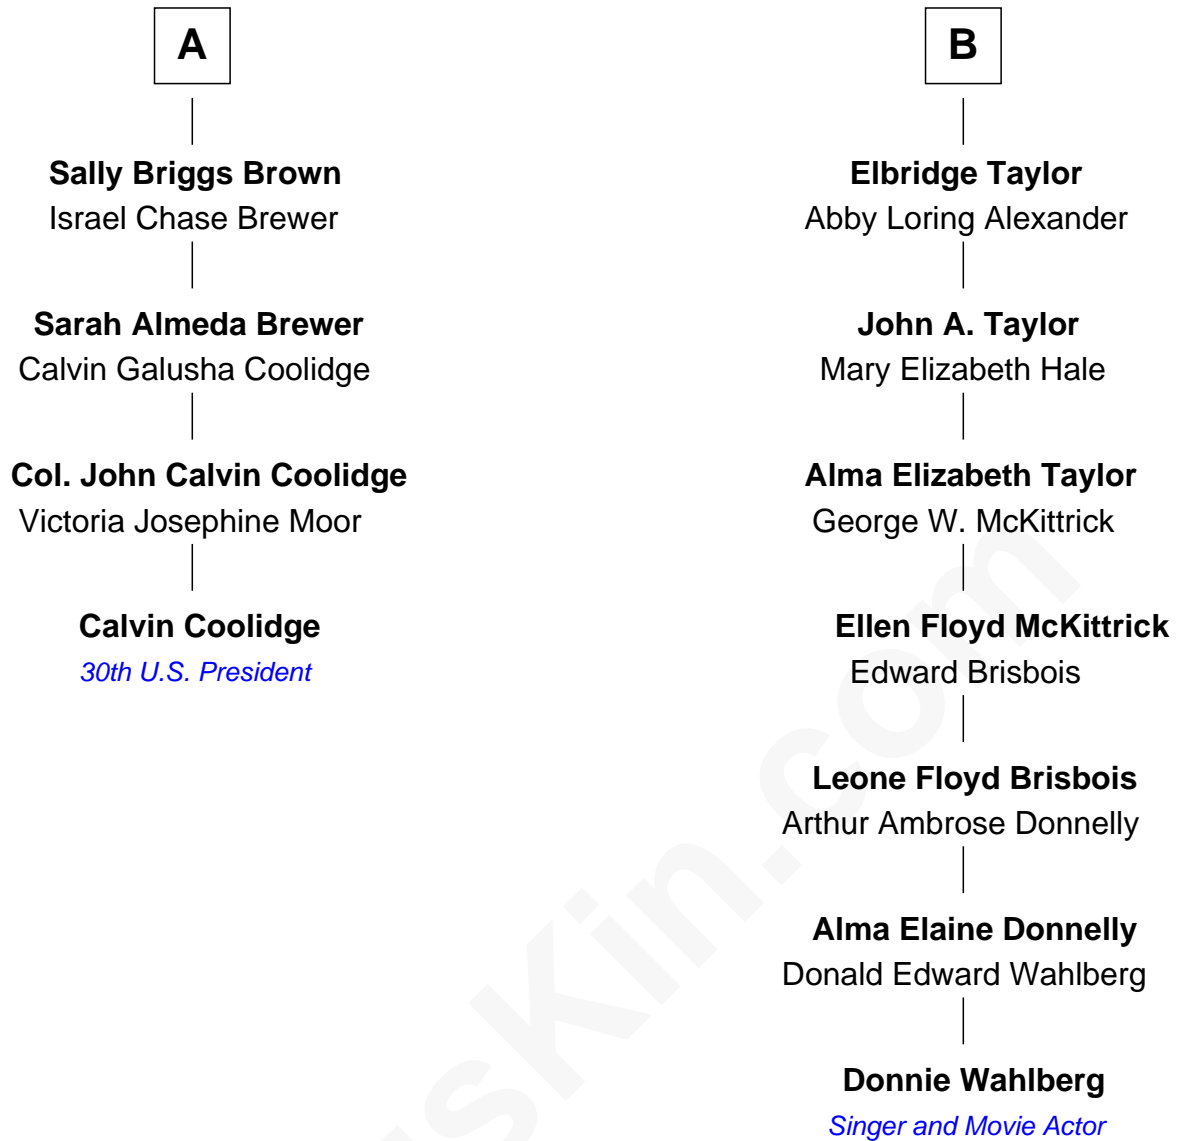 A
Sally Briggs Brown
Israel Chase Brewer
Sarah Almeda Brewer
Calvin Galusha Coolidge
Col. John Calvin Coolidge
Victoria Josephine Moor
Calvin Coolidge
30th U.S. President
B
Elbridge Taylor
Abby Loring Alexander
John A. Taylor
Mary Elizabeth Hale
Alma Elizabeth Taylor
George W. McKittrick
Ellen Floyd McKittrick
Edward Brisbois
Leone Floyd Brisbois
Arthur Ambrose Donnelly
Alma Elaine Donnelly
Donald Edward Wahlberg
Donnie Wahlberg
Singer and Movie Actor
sKin.com